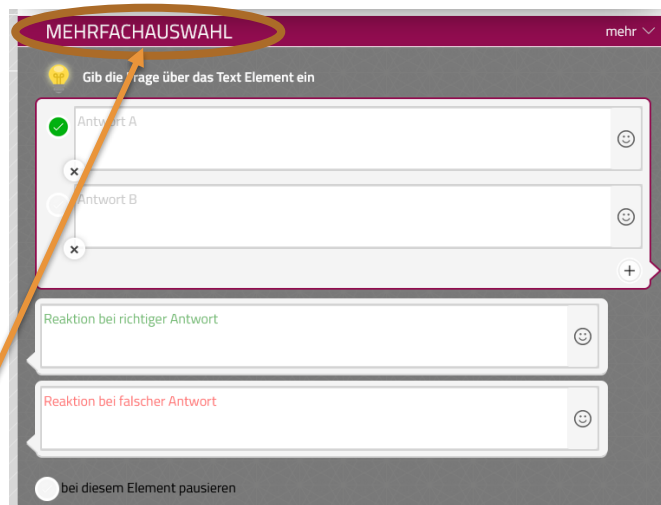 MEHRFACHAUSWAHL mehr
Gib die Frage über das Text Element ein
Antwort A
Antwort B
Reaktion bei richtiger Antwort
Reaktion bei falscher Antwort
bei diesem Element pausieren